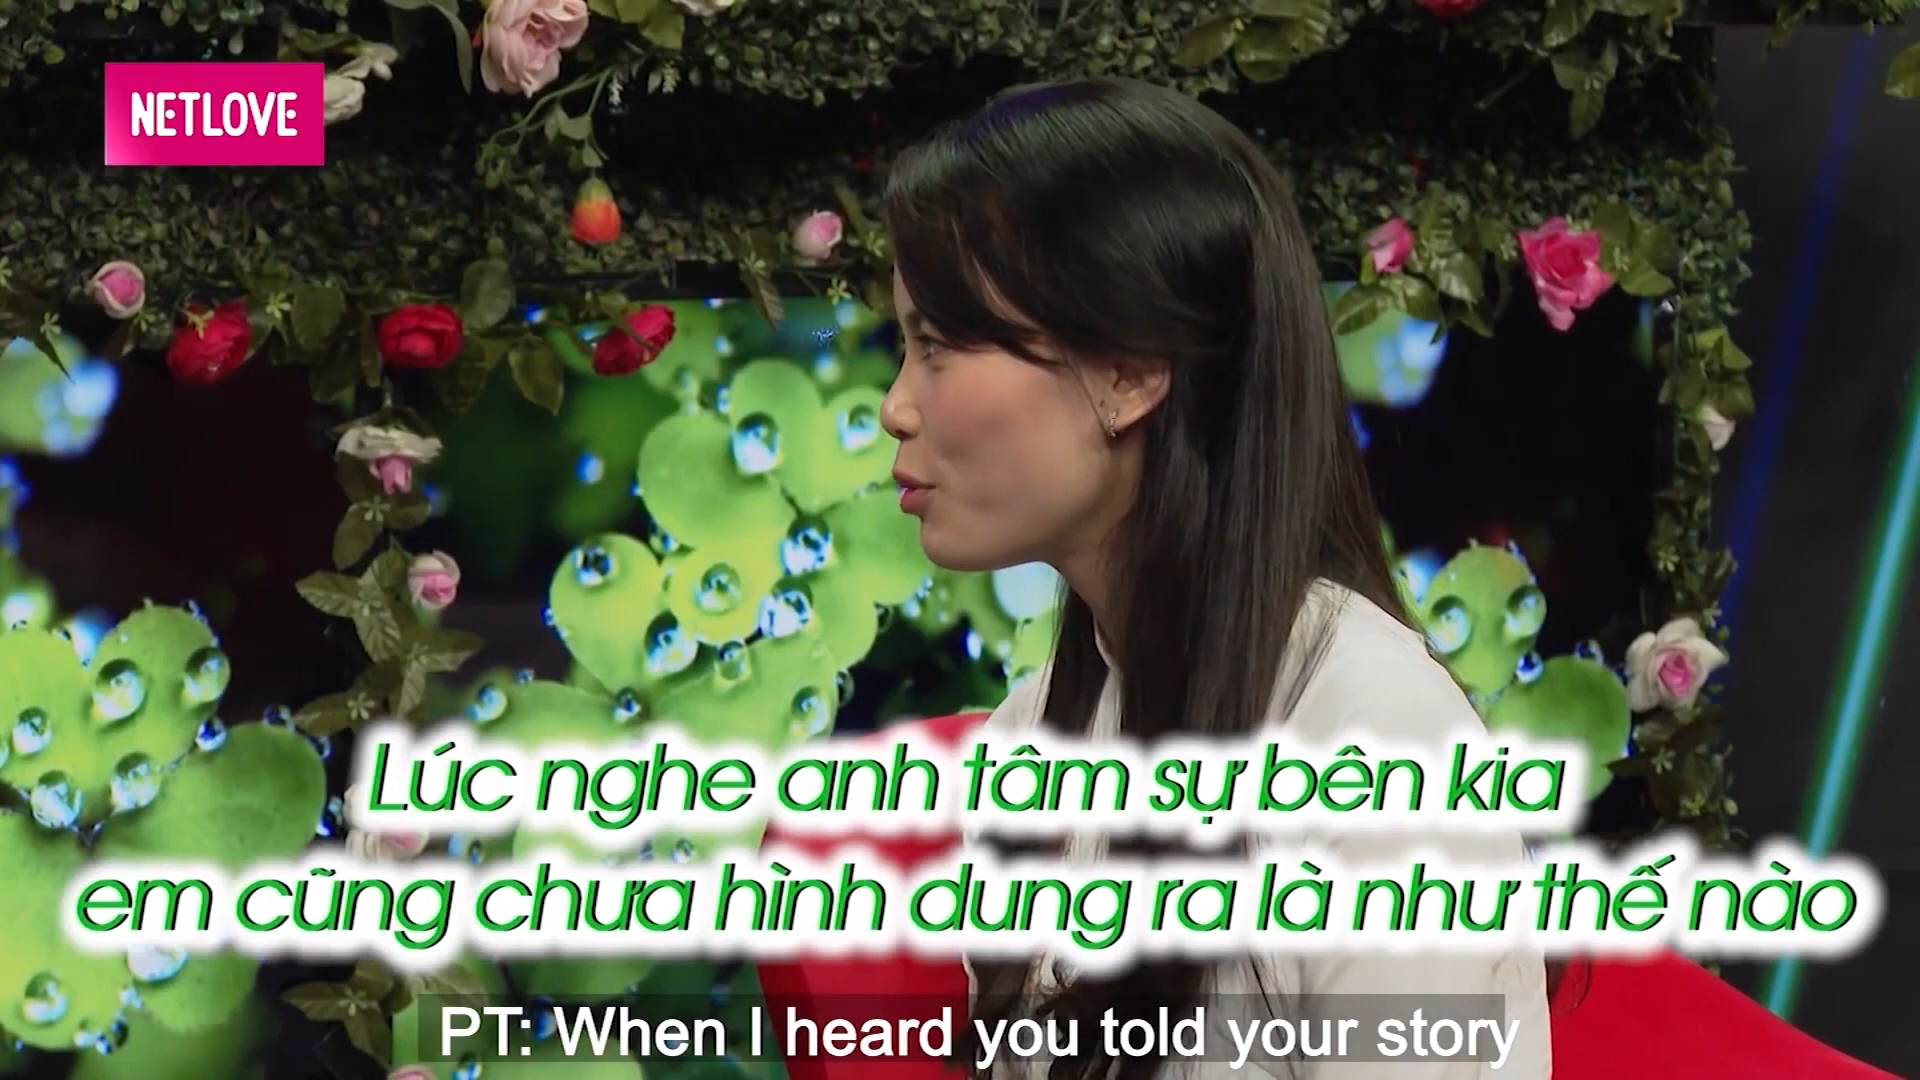 NETLOVE
Lúc nghe anh tâm sự bên kia
em cũng chưa hình dung ra là như thế nào
PT: When I heard you told your story